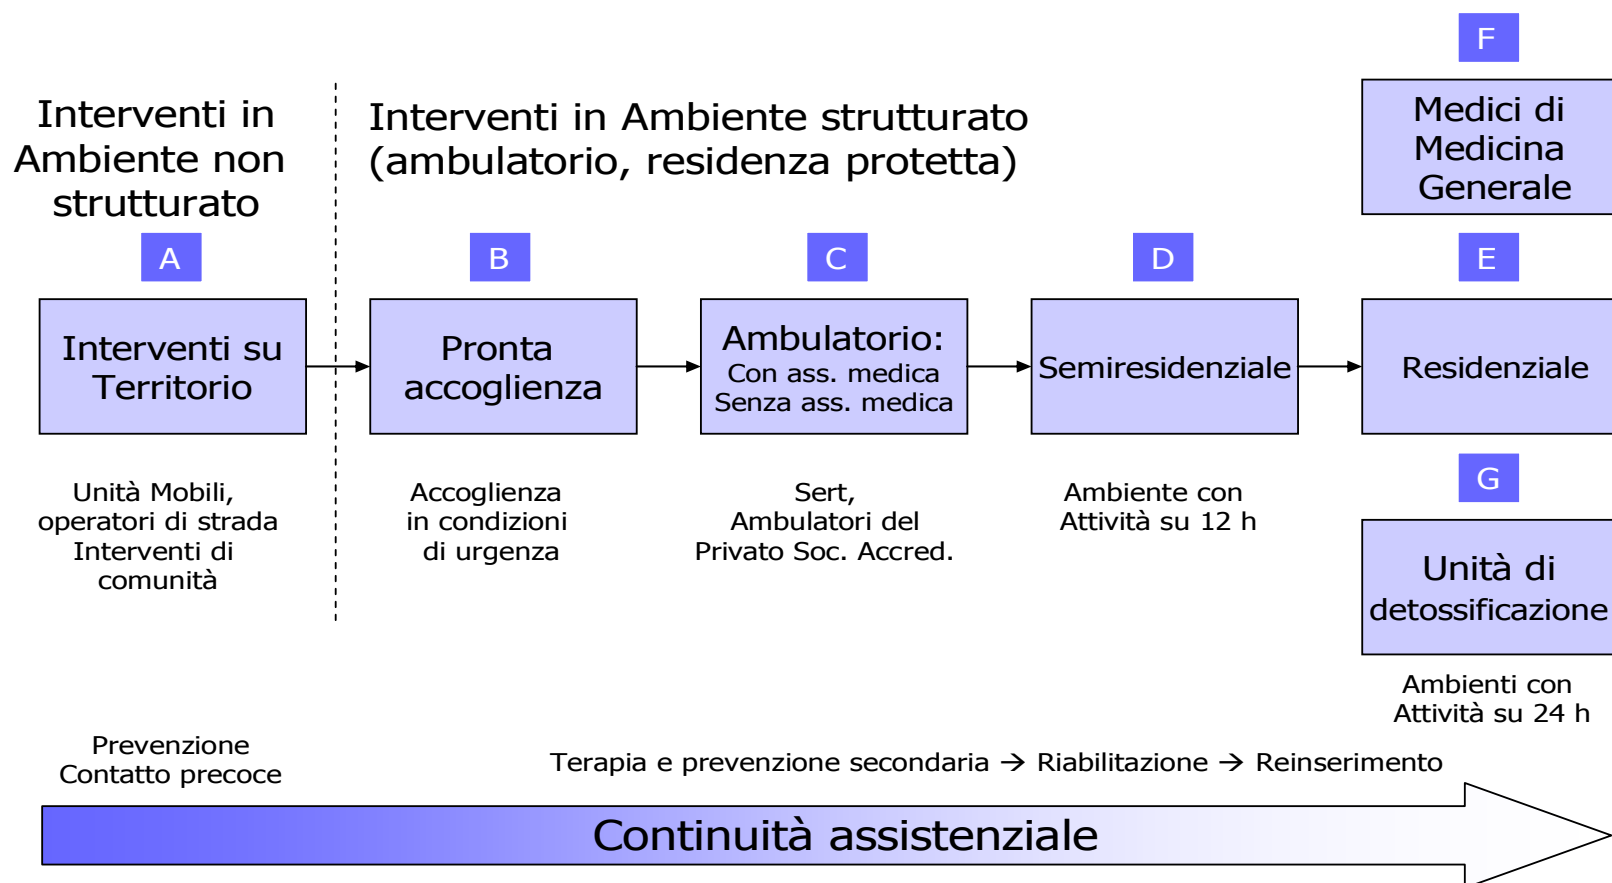 F
Interventi in
Ambiente non
strutturato
Interventi in Ambiente strutturato
(ambulatorio, residenza protetta)
Medici di
Medicina
Generale
A
B
C
D
E
Interventi su
Territorio
Pronta
accoglienza
Ambulatorio:
Con ass. medica
Senza ass. medica
Semiresidenziale
Residenziale
Unità Mobili,
operatori di strada
Interventi di
comunità
Accoglienza
in condizioni
di urgenza
Sert,
Ambulatori del
Privato Soc. Accred.
Ambiente con
Attività su 12 h
G
Unità di
detossificazione
Ambienti con
Attività su 24 h
Prevenzione
Contatto precoce
Terapia e prevenzione secondaria → Riabilitazione → Reinserimento
Continuità assistenziale